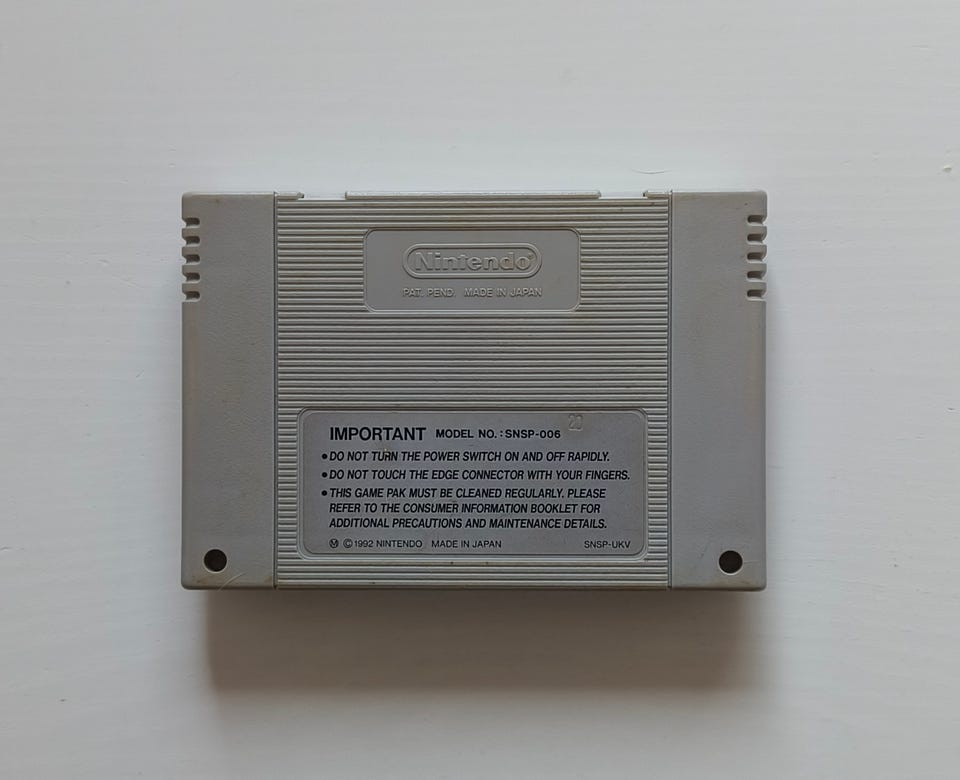 Nintendo®
PAT. PEND. MADE IN JAPAN
20
IMPORTANT MODEL NO.: SNSP-006
• DO NOT TURN THE POWER SWITCH ON AND OFF RAPIDLY.
• DO NOT TOUCH THE EDGE CONNECTOR WITH YOUR FINGERS.
• THIS GAME PAK MUST BE CLEANED REGULARLY. PLEASE
REFER TO THE CONSUMER INFORMATION BOOKLET FOR
ADDITIONAL PRECAUTIONS AND MAINTENANCE DETAILS.
Ⓜ ©1992 NINTENDO MADE IN JAPAN SNSP-UKV